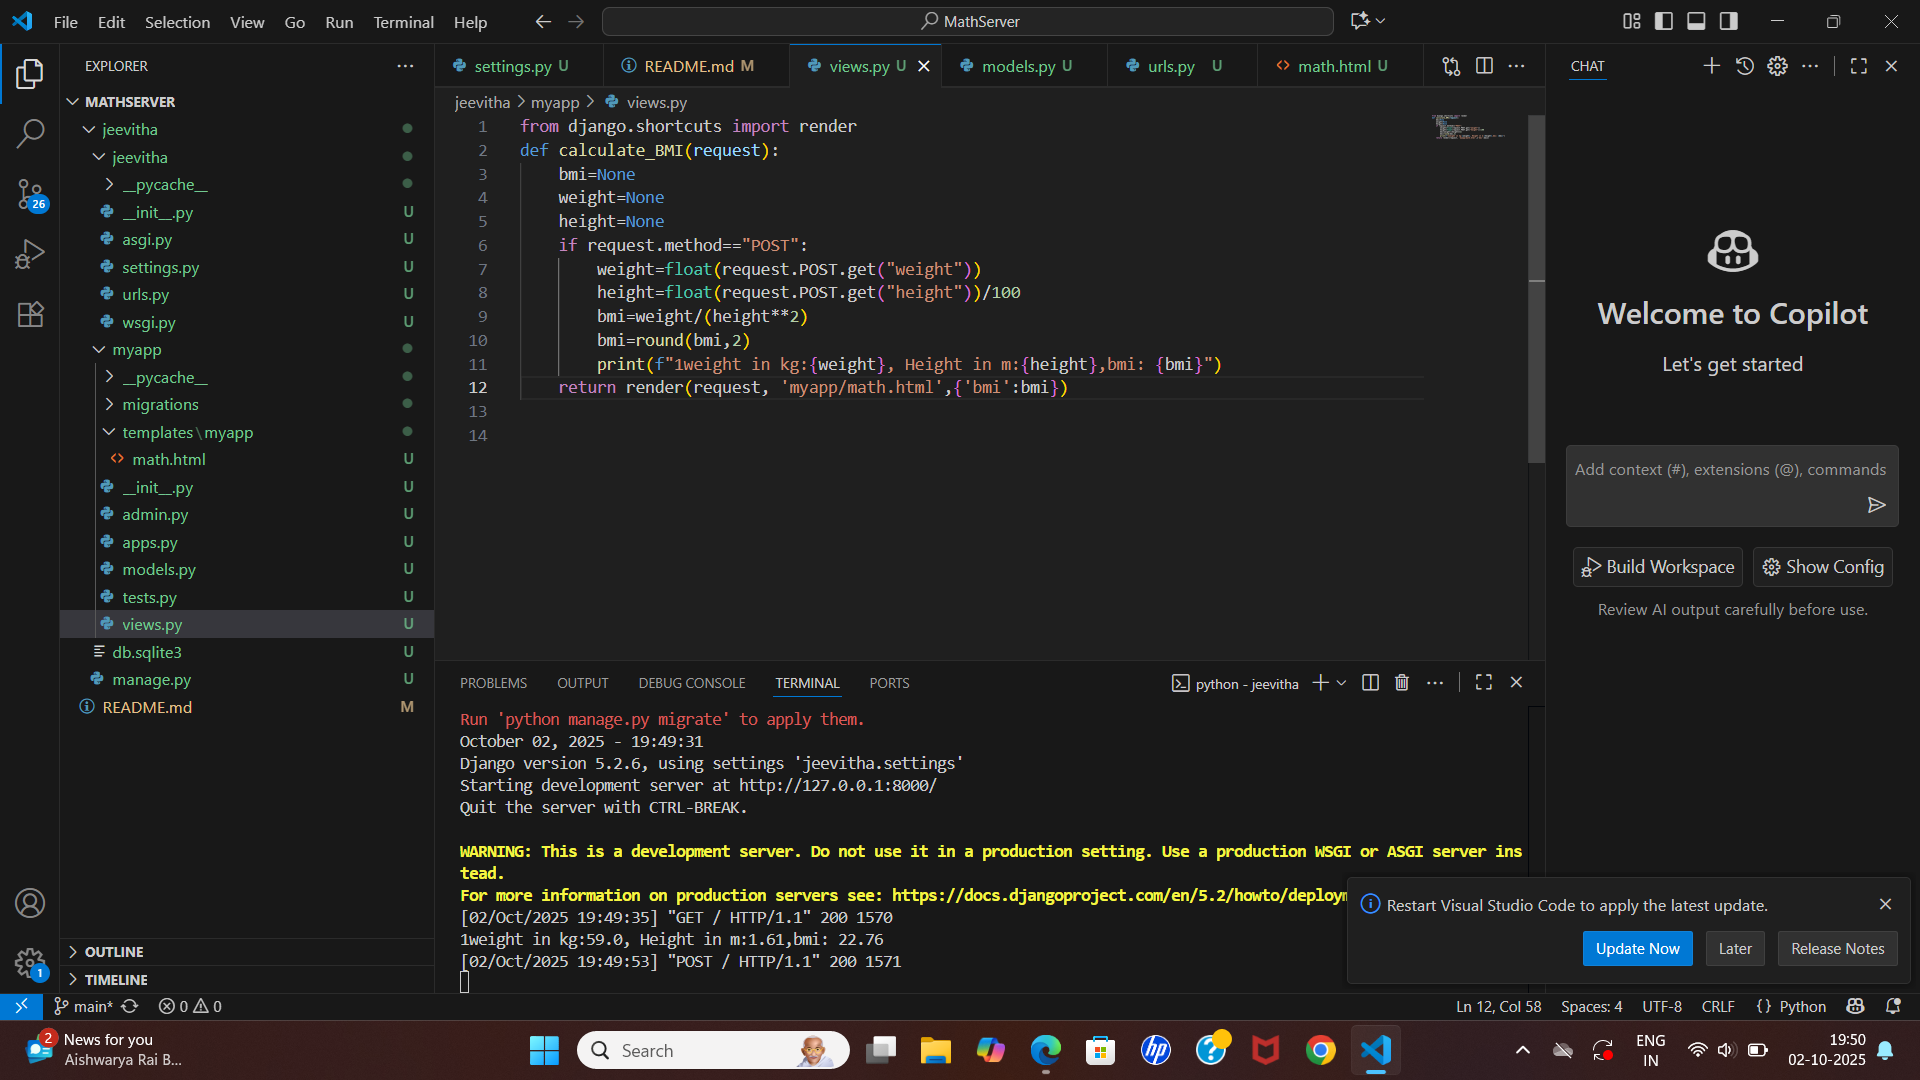 File Edit Selection View Go Run Terminal Help
MathServer
EXPLORER
MATHSERVER
jeevitha
jeevitha
__pycache__
__init__.py U
asgi.py U
settings.py U
urls.py U
wsgi.py U
myapp
__pycache__
migrations
templates\myapp
math.html U
__init__.py U
admin.py U
apps.py U
models.py U
tests.py U
views.py U
db.sqlite3 U
manage.py U
README.md M
OUTLINE
TIMELINE
26
1
settings.py U README.md M views.py U models.py U urls.py U math.html U
jeevitha > myapp > views.py
1 from django.shortcuts import render
2 def calculate_BMI(request):
3 bmi=None
4 weight=None
5 height=None
6 if request.method=="POST":
7 weight=float(request.POST.get("weight"))
8 height=float(request.POST.get("height"))/100
9 bmi=weight/(height**2)
10 bmi=round(bmi,2)
11 print(f"1weight in kg:{weight}, Height in m:{height},bmi: {bmi}")
12 return render(request, 'myapp/math.html',{'bmi':bmi})
13
14
PROBLEMS OUTPUT DEBUG CONSOLE TERMINAL PORTS
python - jeevitha
Run 'python manage.py migrate' to apply them.
October 02, 2025 - 19:49:31
Django version 5.2.6, using settings 'jeevitha.settings'
Starting development server at http://127.0.0.1:8000/
Quit the server with CTRL-BREAK.
WARNING: This is a development server. Do not use it in a production setting. Use a production WSGI or ASGI server ins
tead.
For more information on production servers see: https://docs.djangoproject.com/en/5.2/howto/deploym
[02/Oct/2025 19:49:35] "GET / HTTP/1.1" 200 1570
1weight in kg:59.0, Height in m:1.61,bmi: 22.76
[02/Oct/2025 19:49:53] "POST / HTTP/1.1" 200 1571
CHAT
Welcome to Copilot
Let's get started
Add context (#), extensions (@), commands
Build Workspace Show Config
Review AI output carefully before use.
Restart Visual Studio Code to apply the latest update.
Update Now Later Release Notes
main* 0 0
Ln 12, Col 58 Spaces: 4 UTF-8 CRLF {} Python
2
News for you
Aishwarya Rai B...
Search
hp
ENG
IN
19:50
02-10-2025